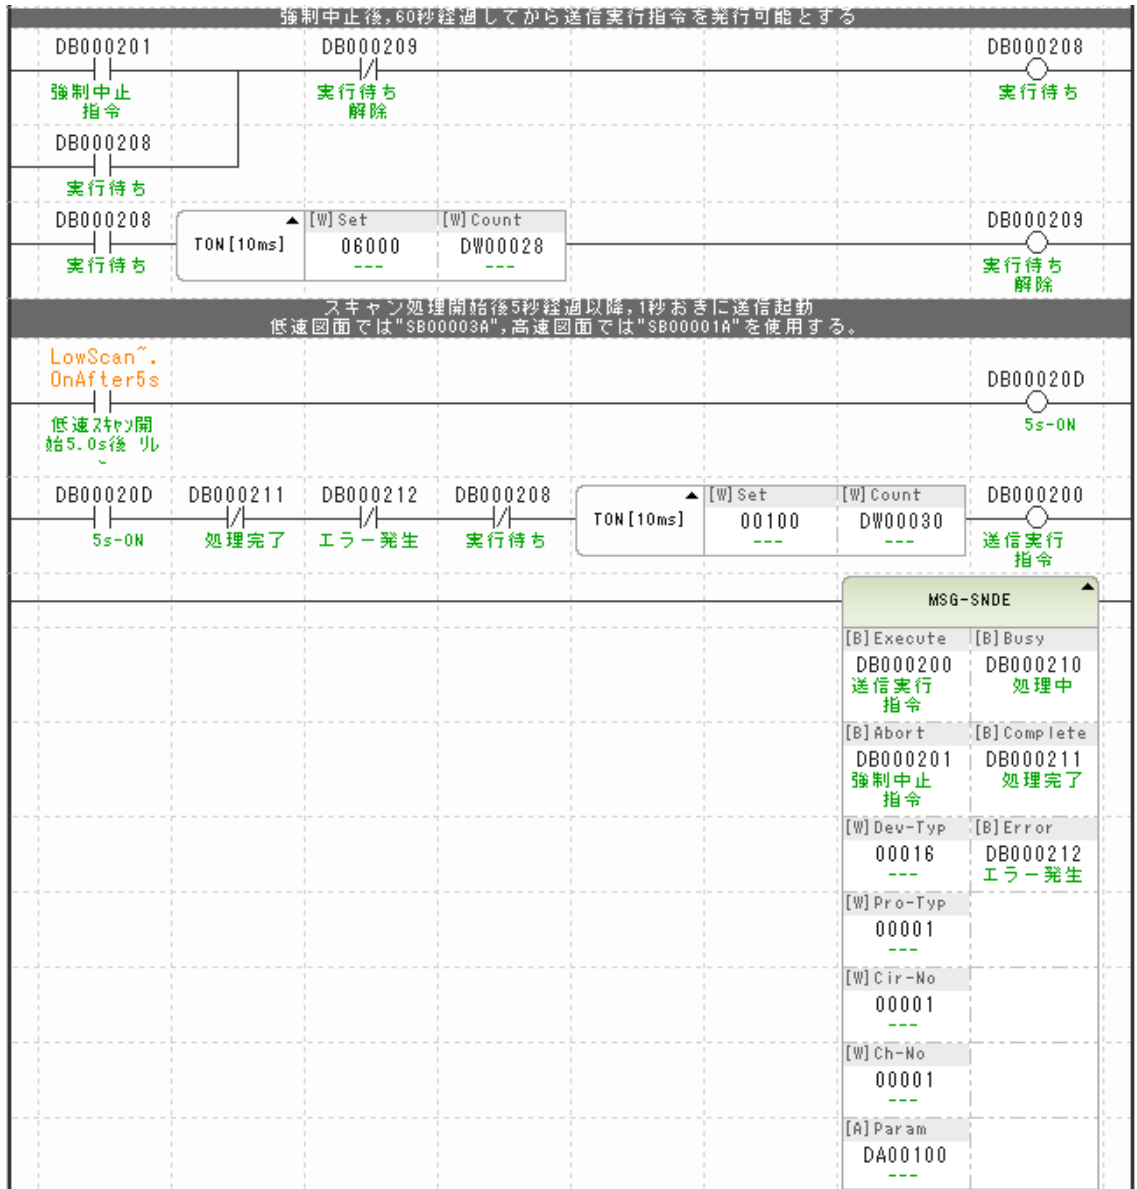 強制中止後,60秒経過してから送信実行指令を発行可能とする
DB000201 DB000209 DB000208
強制中止 実行待ち 実行待ち
指令 解除
DB000208
実行待ち
DB000208 [W]Set [W]Count DB000209
TON[10ms] 06000 DW00028
実行待ち --- --- 実行待ち
解除
スキャン処理開始後5秒経過以降,1秒おきに送信起動
低速図面では"SB00003A",高速図面では"SB00001A"を使用する。
LowScan~.
OnAfter5s DB00020D
低速スキャン開 5s-ON
始5.0s後 リレ
~
DB00020D DB000211 DB000212 DB000208 [W]Set [W]Count DB000200
TON[10ms] 00100 DW00030
5s-ON 処理完了 エラー発生 実行待ち --- --- 送信実行
指令
MSG-SNDE
[B]Execute [B]Busy
DB000200 DB000210
送信実行 処理中
指令
[B]Abort [B]Complete
DB000201 DB000211
強制中止 処理完了
指令
[W]Dev-Typ [B]Error
00016 DB000212
--- エラー発生
[W]Pro-Typ
00001
---
[W]Cir-No
00001
---
[W]Ch-No
00001
---
[A]Param
DA00100
---